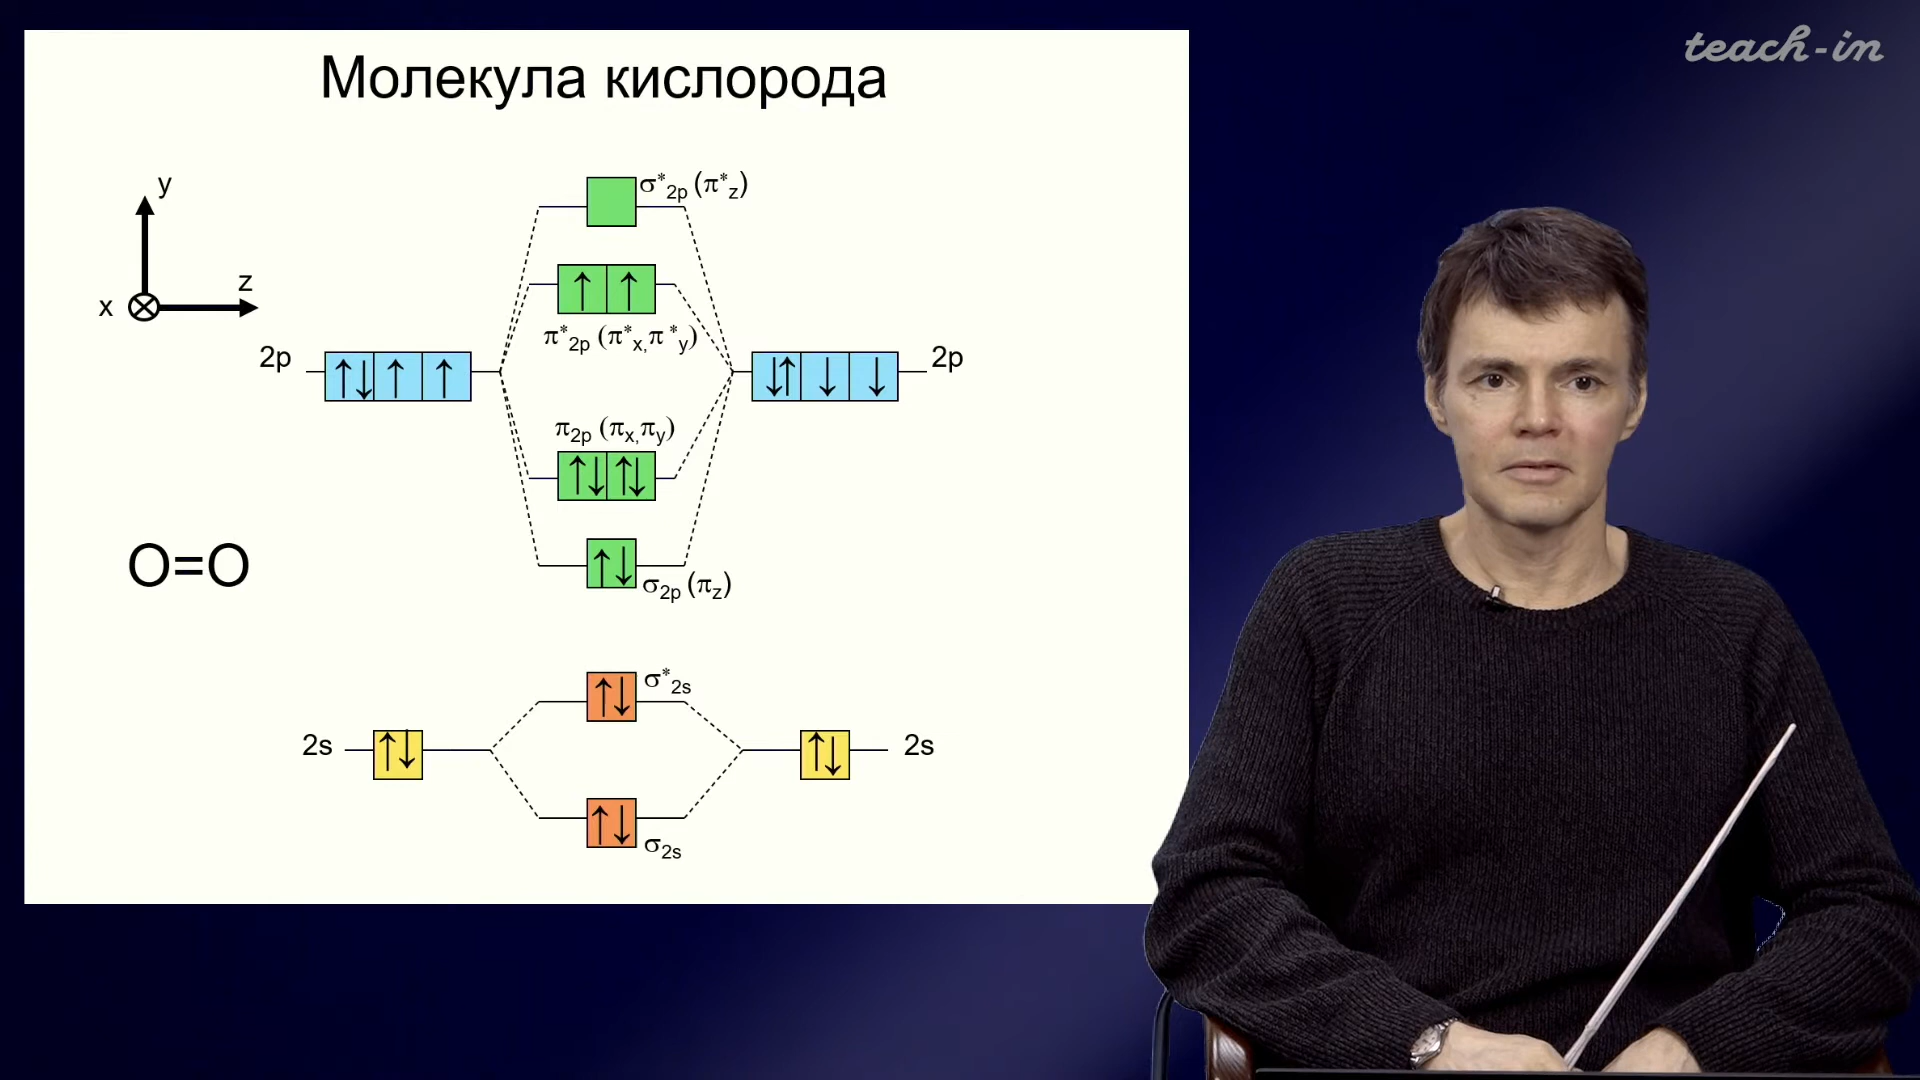 teach-in
Молекула кислорода
y
x
z
σ*2p (π*z)
π*2p (π*x,π*y)
2p
2p
π2p (πx,πy)
O=O
σ2p (πz)
σ*2s
2s
2s
σ2s